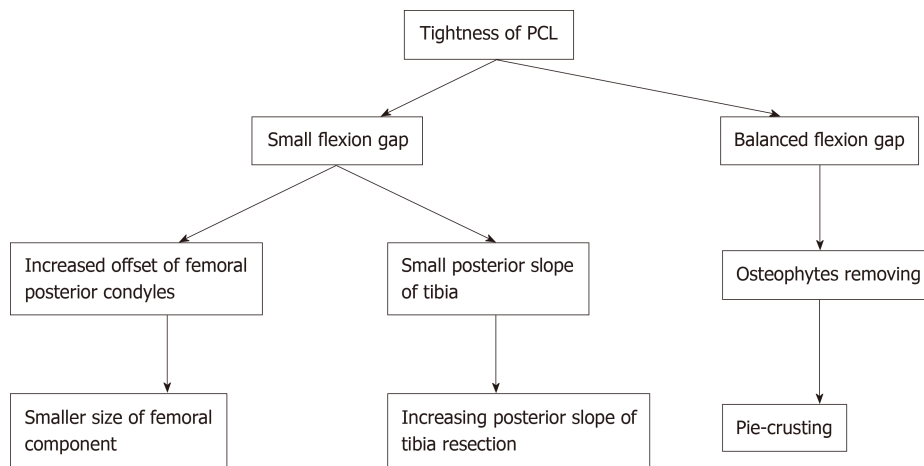 Tightness of PCL
Small flexion gap
Balanced flexion gap
Increased offset of femoral
posterior condyles
Small posterior slope
of tibia
Osteophytes removing
Smaller size of femoral
component
Increasing posterior slope of
tibia resection
Pie-crusting